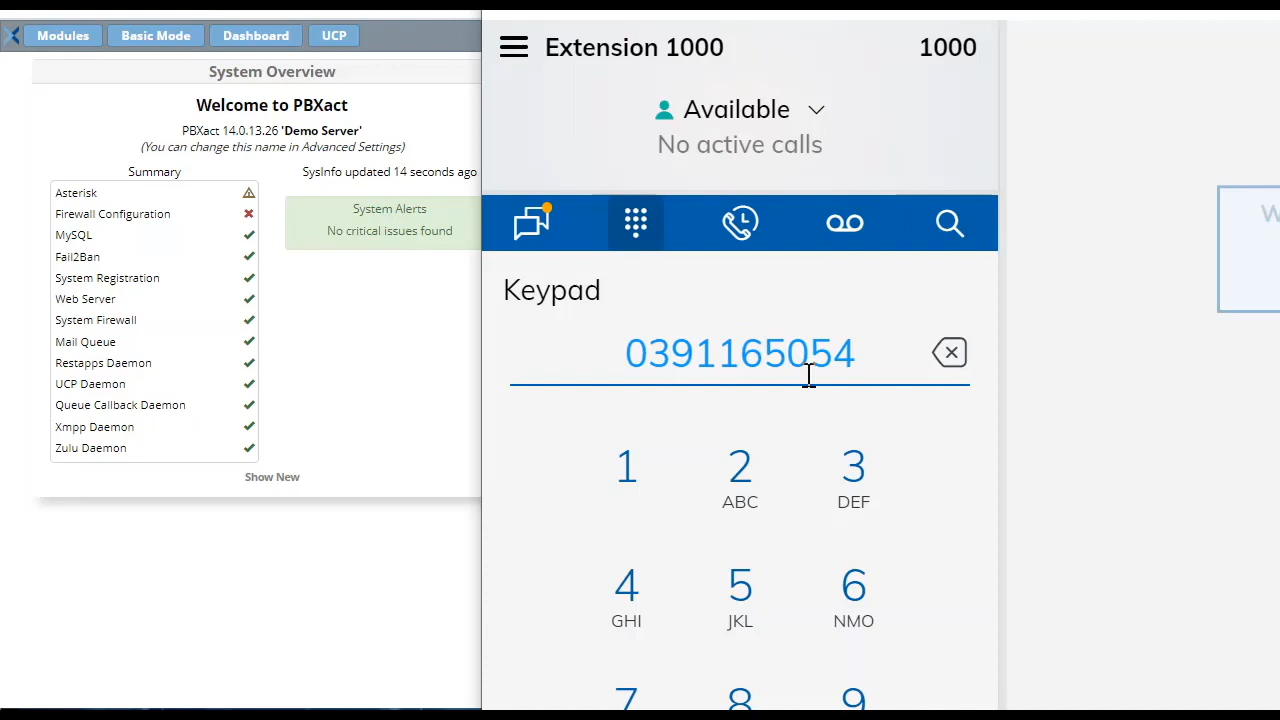 Modules
Basic Mode
Dashboard
UCP
System Overview
Welcome to PBXact
PBXact 14.0.13.26 'Demo Server'
(You can change this name in Advanced Settings)
Summary
Asterisk
Firewall Configuration
MySQL
Fail2Ban
System Registration
Web Server
System Firewall
Mail Queue
Restapps Daemon
UCP Daemon
Queue Callback Daemon
Xmpp Daemon
Zulu Daemon
SysInfo updated 14 seconds ago
System Alerts
No critical issues found
Show New
Extension 1000
1000
Available
No active calls
Keypad
0391165054
1
2
3
ABC
DEF
4
5
6
GHI
JKL
NMO
7
8
9
W